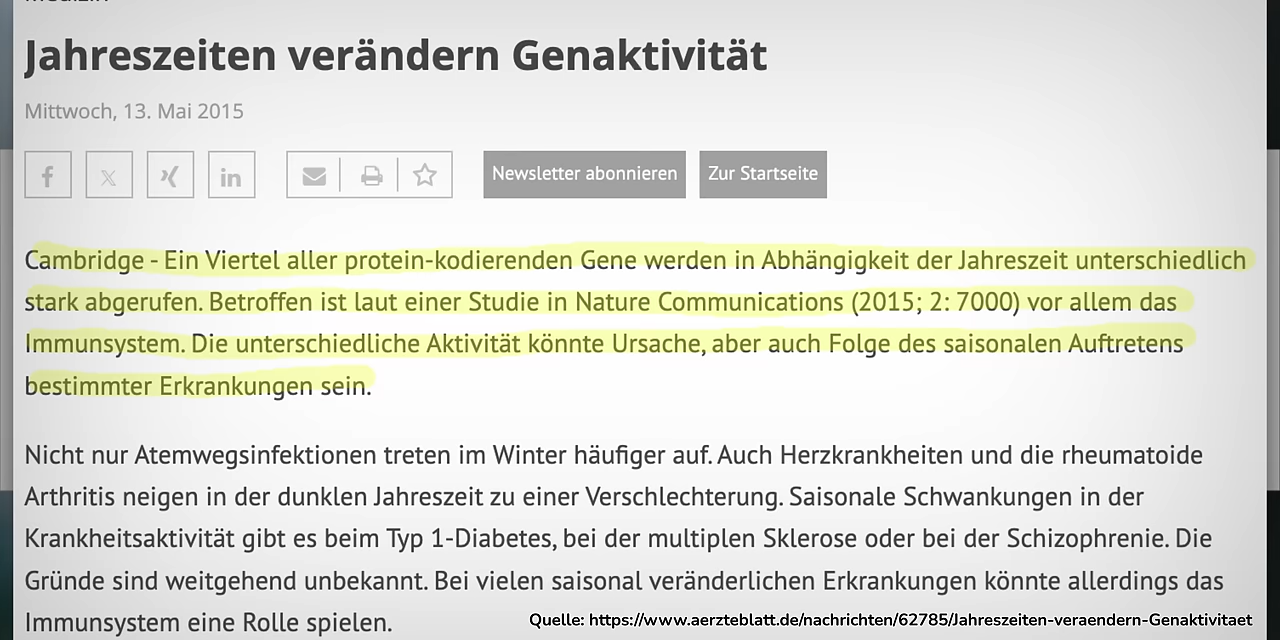 Medizin
Jahreszeiten verändern Genaktivität
Mittwoch, 13. Mai 2015
Newsletter abonnieren
Zur Startseite
Cambridge - Ein Viertel aller protein-kodierenden Gene werden in Abhängigkeit der Jahreszeit unterschiedlich
stark abgerufen. Betroffen ist laut einer Studie in Nature Communications (2015; 2: 7000) vor allem das
Immunsystem. Die unterschiedliche Aktivität könnte Ursache, aber auch Folge des saisonalen Auftretens
bestimmter Erkrankungen sein.
Nicht nur Atemwegsinfektionen treten im Winter häufiger auf. Auch Herzkrankheiten und die rheumatoide
Arthritis neigen in der dunklen Jahreszeit zu einer Verschlechterung. Saisonale Schwankungen in der
Krankheitsaktivität gibt es beim Typ 1-Diabetes, bei der multiplen Sklerose oder bei der Schizophrenie. Die
Gründe sind weitgehend unbekannt. Bei vielen saisonal veränderlichen Erkrankungen könnte allerdings das
Immunsystem eine Rolle spielen.
Quelle: https://www.aerzteblatt.de/nachrichten/62785/Jahreszeiten-veraendern-Genaktivitaet